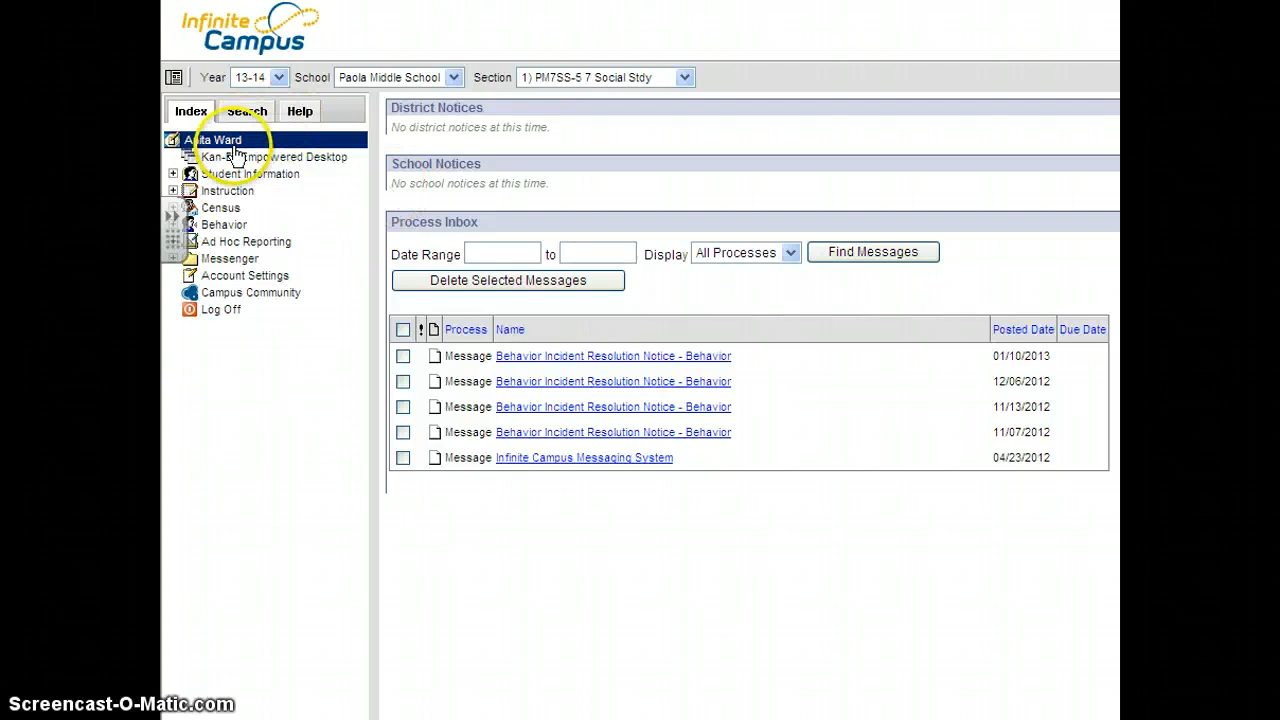 Infinite
Campus
Year 13-14 School Paola Middle School Section 1) PM7SS-5 7 Social Stdy
Index Search Help
Anita Ward
Empowered Desktop
Student Information
Instruction
Census
Behavior
Ad Hoc Reporting
Messenger
Account Settings
Campus Community
Log Off
District Notices
No district notices at this time.
School Notices
No school notices at this time.
Process Inbox
Date Range to Display All Processes Find Messages
Delete Selected Messages
! Process Name Posted Date Due Date
Message Behavior Incident Resolution Notice - Behavior 01/10/2013
Message Behavior Incident Resolution Notice - Behavior 12/06/2012
Message Behavior Incident Resolution Notice - Behavior 11/13/2012
Message Behavior Incident Resolution Notice - Behavior 11/07/2012
Message Infinite Campus Messaging System 04/23/2012
Screencast-O-Matic.com